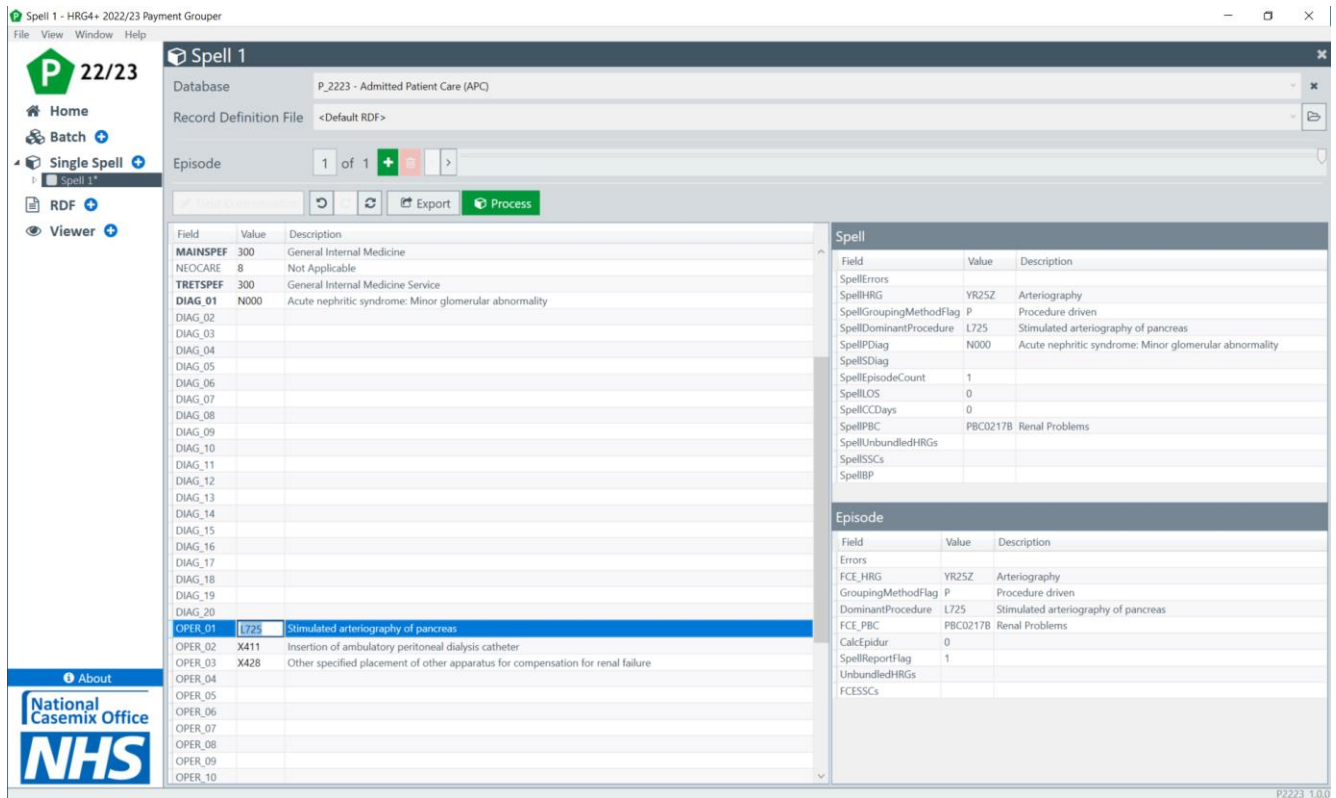 Spell 1 - HRG4+ 2022/23 Payment Grouper
File View Window Help
P 22/23
Home
Batch
Single Spell
Spell 1*
RDF
Viewer
About
National
Casemix Office
NHS
Spell 1
Database P_2223 - Admitted Patient Care (APC)
Record Definition File <Default RDF>
Episode 1 of 1
Export Process
Field Value Description
MAINSPEF 300 General Internal Medicine
NEOCARE 8 Not Applicable
TRETSPEF 300 General Internal Medicine Service
DIAG_01 N000 Acute nephritic syndrome: Minor glomerular abnormality
DIAG_02
DIAG_03
DIAG_04
DIAG_05
DIAG_06
DIAG_07
DIAG_08
DIAG_09
DIAG_10
DIAG_11
DIAG_12
DIAG_13
DIAG_14
DIAG_15
DIAG_16
DIAG_17
DIAG_18
DIAG_19
DIAG_20
OPER_01 L725 Stimulated arteriography of pancreas
OPER_02 X411 Insertion of ambulatory peritoneal dialysis catheter
OPER_03 X428 Other specified placement of other apparatus for compensation for renal failure
OPER_04
OPER_05
OPER_06
OPER_07
OPER_08
OPER_09
OPER_10
Spell
Field Value Description
SpellErrors
SpellHRG YR25Z Arteriography
SpellGroupingMethodFlag P Procedure driven
SpellDominantProcedure L725 Stimulated arteriography of pancreas
SpellPDiag N000 Acute nephritic syndrome: Minor glomerular abnormality
SpellSDiag
SpellEpisodeCount 1
SpellLOS 0
SpellCCDays 0
SpellPBC PBC0217B Renal Problems
SpellUnbundledHRGs
SpellSSCs
SpellBP
Episode
Field Value Description
Errors
FCE_HRG YR25Z Arteriography
GroupingMethodFlag P Procedure driven
DominantProcedure L725 Stimulated arteriography of pancreas
FCE_PBC PBC0217B Renal Problems
CalcEpidur 0
SpellReportFlag 1
UnbundledHRGs
FCESSCs
P2223 1.0.0